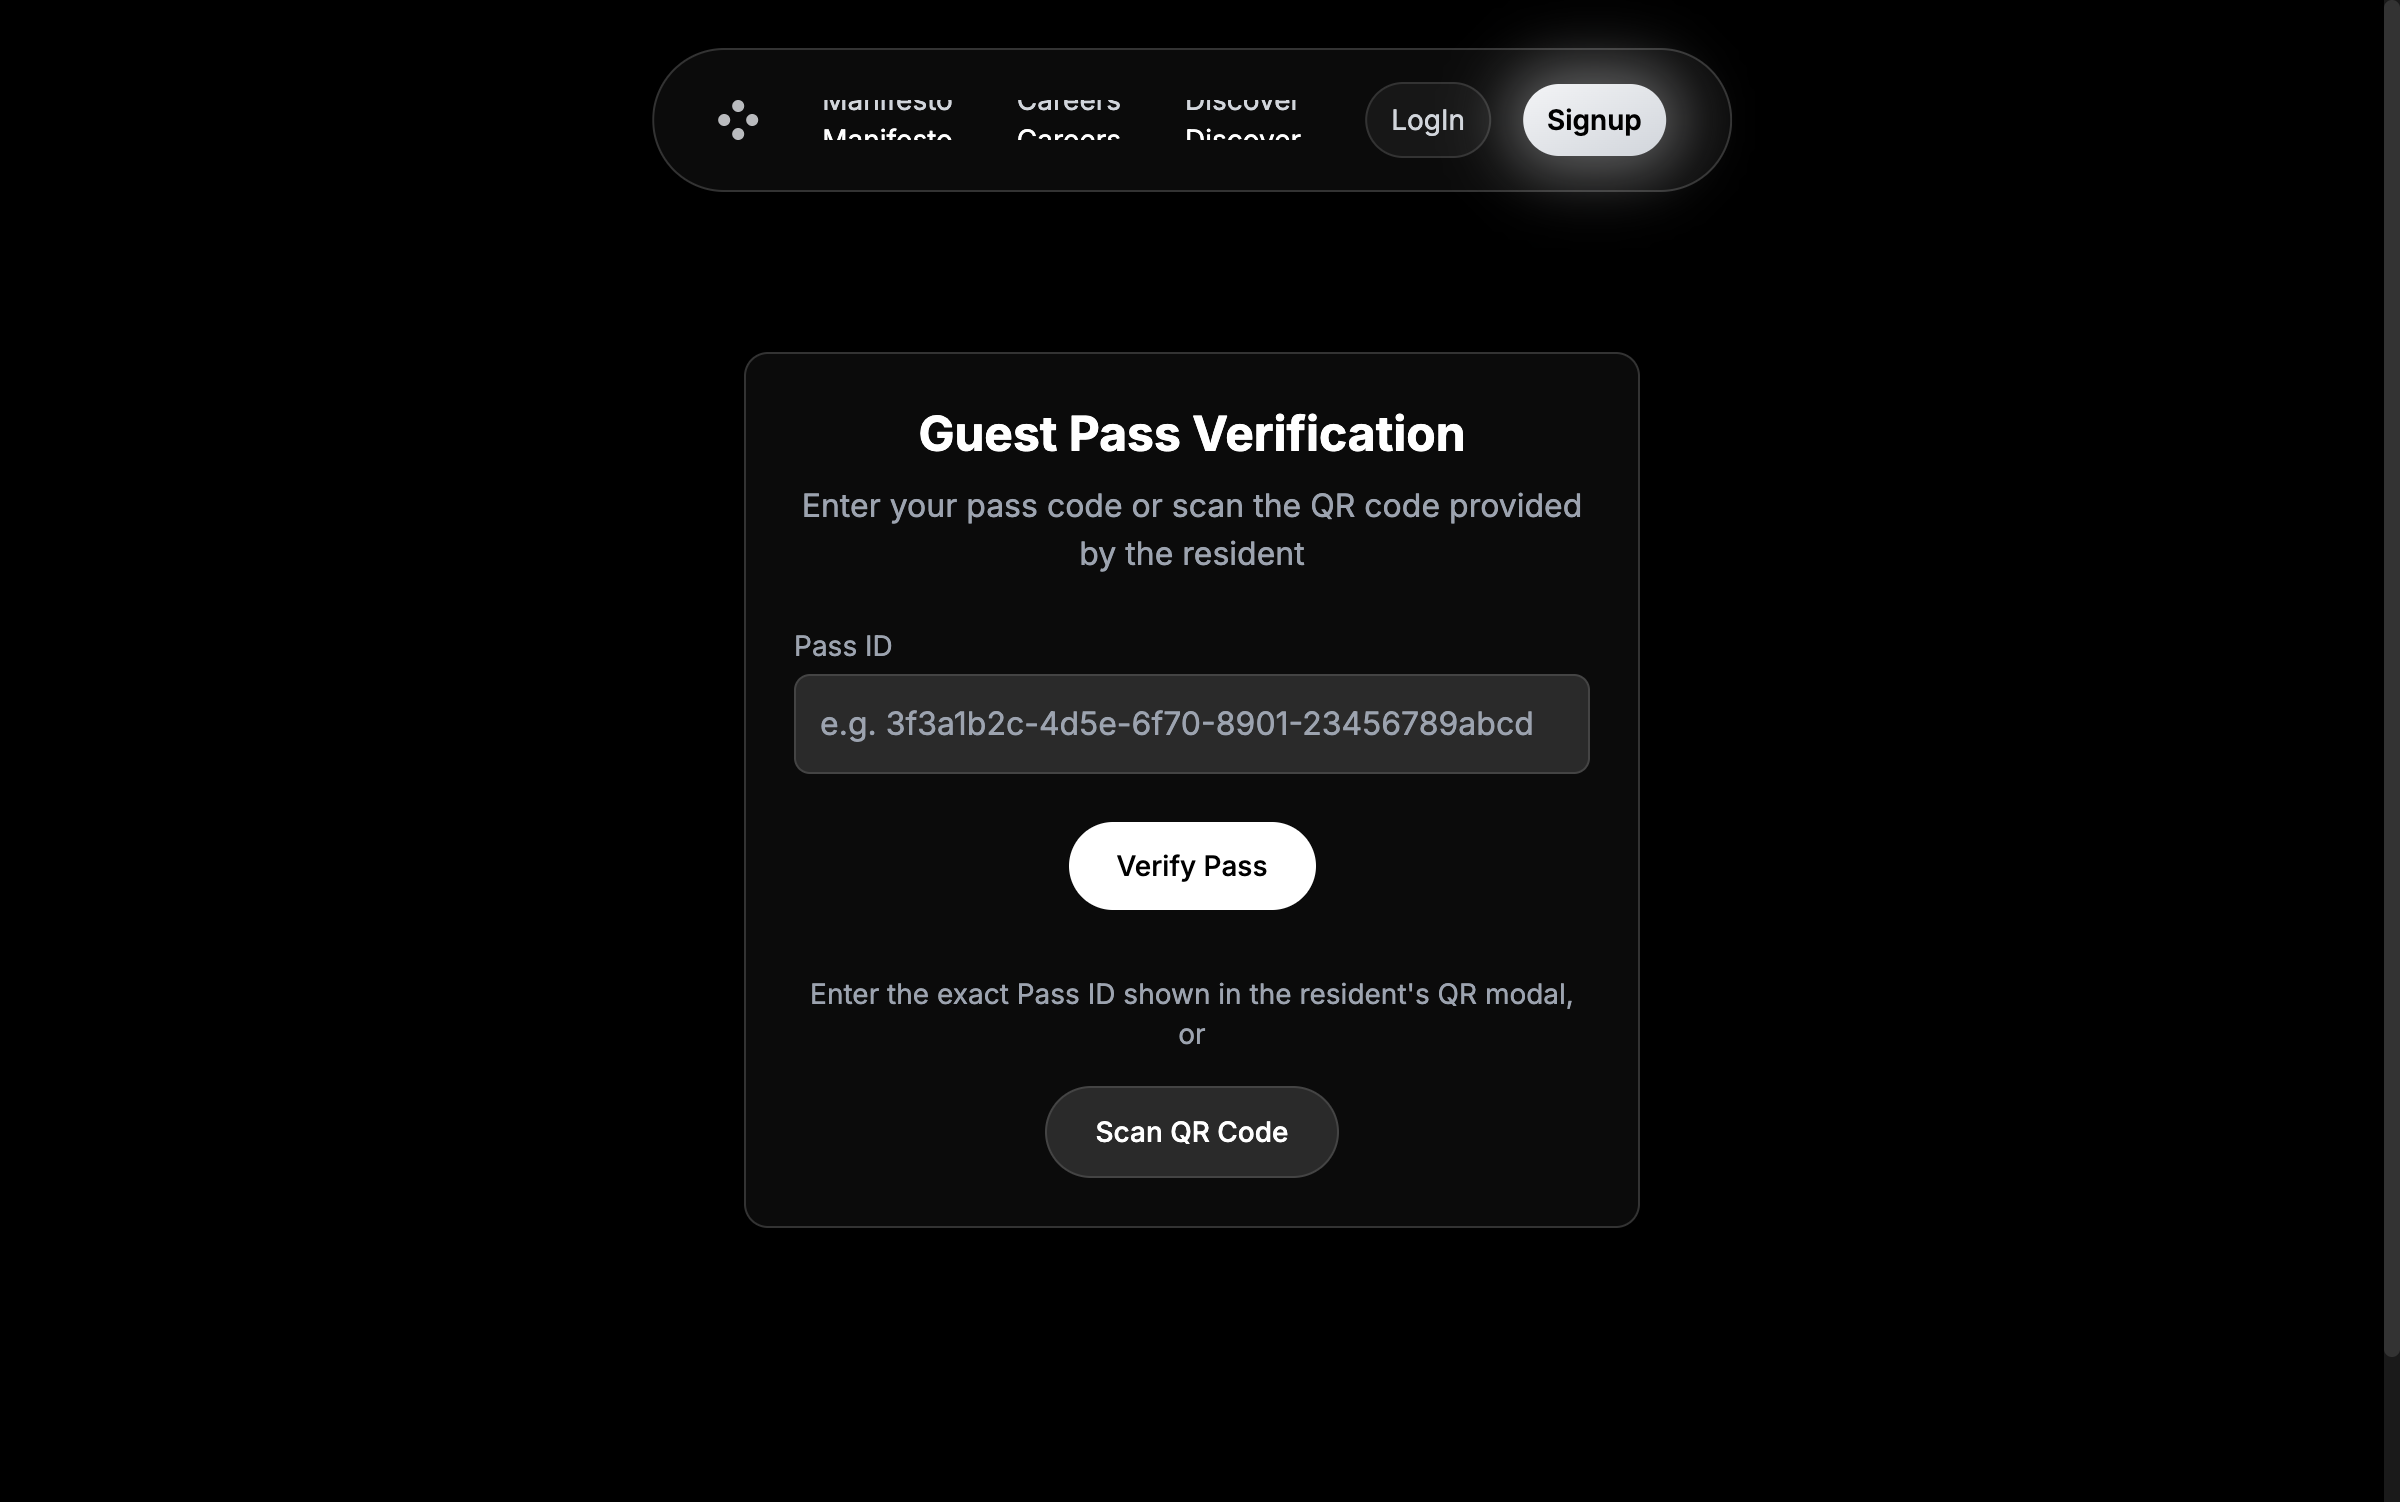 Manifesto Careers Discover
Manifesto Careers Discover LogIn Signup
Guest Pass Verification
Enter your pass code or scan the QR code provided
by the resident
Pass ID
e.g. 3f3a1b2c-4d5e-6f70-8901-23456789abcd
Verify Pass
Enter the exact Pass ID shown in the resident's QR modal,
or
Scan QR Code